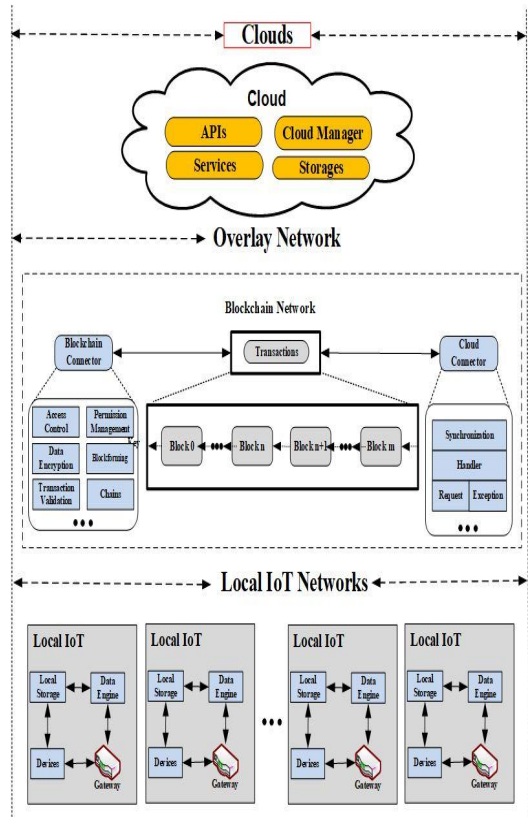 Clouds
Cloud
APIs
Cloud Manager
Services
Storages
Overlay Network
Blockchain Network
Blockchain
Connector
Transactions
Cloud
Connector
Access
Control
Permission
Management
Key
Data
Encryption
Blockforming
Transaction
Validation
Chains
Block 0
Block n
Block n+1
Block m
Synchronization
Handler
Request
Exception
Local IoT Networks
Local IoT
Local
Storage
Data
Engine
Devices
Gateway
Local IoT
Local
Storage
Data
Engine
Devices
Gateway
Local IoT
Local
Storage
Data
Engine
Devices
Gateway
Local IoT
Local
Storage
Data
Engine
Devices
Gateway